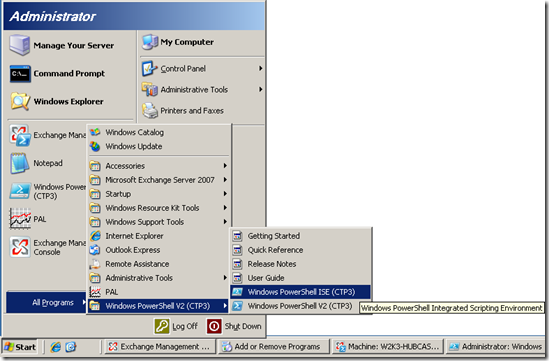 Administrator
Manage Your Server
Command Prompt
Windows Explorer
Exchange Mana
Notepad
Windows Power
(CTP3)
PAL
Exchange Mana
Console
All Programs
My Computer
Control Panel
Administrative Tools
Printers and Faxes
Windows Catalog
Windows Update
Accessories
Microsoft Exchange Server 2007
Startup
Windows Resource Kit Tools
Windows Support Tools
Internet Explorer
Outlook Express
Remote Assistance
Administrative Tools
PAL
Windows PowerShell V2 (CTP3)
Getting Started
Quick Reference
Release Notes
User Guide
Windows PowerShell ISE (CTP3)
Windows PowerShell V2 (CTP3)
Windows PowerShell Integrated Scripting Environment
Log Off
Shut Down
Start
Exchange Management ...
Add or Remove Programs
Machine: W2K3-HUBCAS...
Administrator: Windows